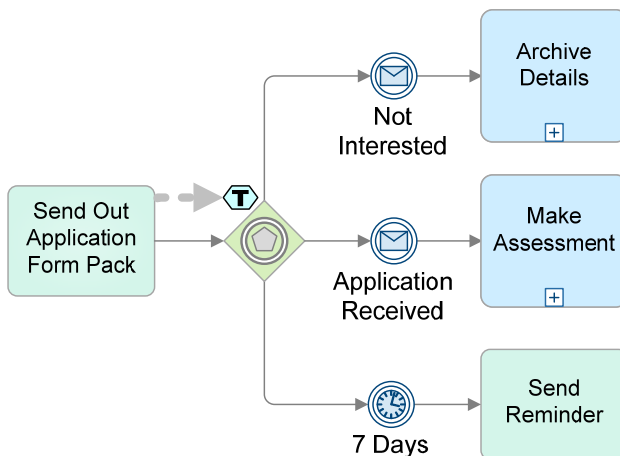 Archive
Details
Not
Interested
T
Send Out
Application
Form Pack
Make
Assessment
Application
Received
Send
Reminder
7 Days